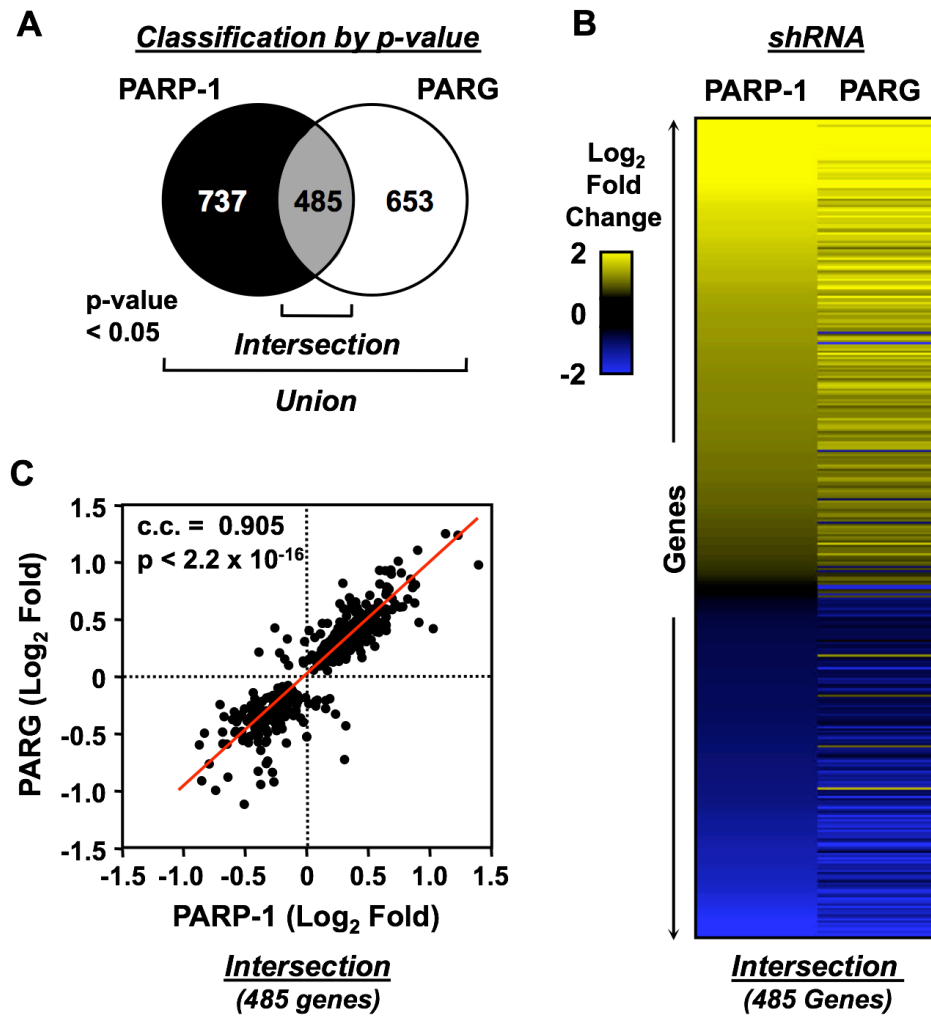 A
Classification by p-value
PARP-1 PARG
737 485 653
p-value
< 0.05
Intersection
Union
B
shRNA
PARP-1 PARG
Log2
Fold
Change
2
0
-2
Genes
Intersection
(485 Genes)
C
c.c. = 0.905
p < 2.2 x 10-16
1.5
1.0
0.5
0
-0.5
-1.0
-1.5
PARG (Log2 Fold)
-1.5 -1.0 -0.5 0 0.5 1.0 1.5
PARP-1 (Log2 Fold)
Intersection
(485 genes)